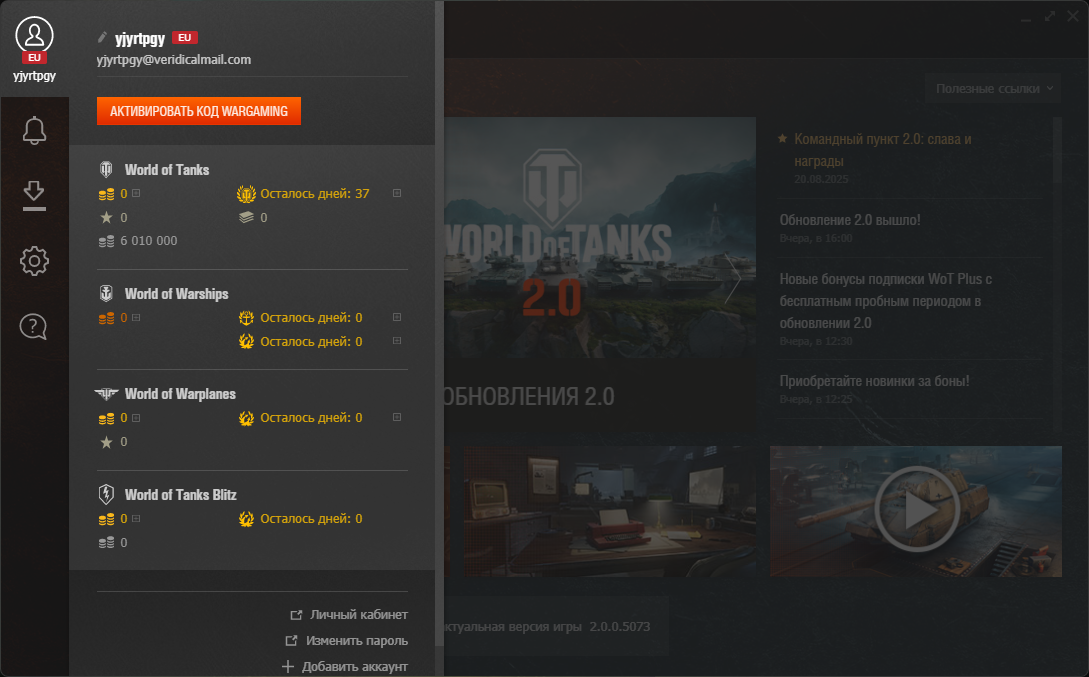 EU
yjyrtpgy
yjyrtpgy EU
yjyrtpgy@veridicalmail.com
АКТИВИРОВАТЬ КОД WARGAMING
World of Tanks
0
Осталось дней: 37
0
0
6 010 000
World of Warships
0
Осталось дней: 0
Осталось дней: 0
World of Warplanes
0
Осталось дней: 0
0
World of Tanks Blitz
0
Осталось дней: 0
0
Личный кабинет
Изменить пароль
Добавить аккаунт
Полезные ссылки
WORLD OF TANKS
2.0
ОБНОВЛЕНИЯ 2.0
Командный пункт 2.0: слава и
награды
20.08.2025
Обновление 2.0 вышло!
Вчера, в 16:00
Новые бонусы подписки WoT Plus с
бесплатным пробным периодом в
обновлении 2.0
Вчера, в 12:30
Приобретайте новинки за боны!
Вчера, в 12:25
ктуальная версия игры 2.0.0.5073